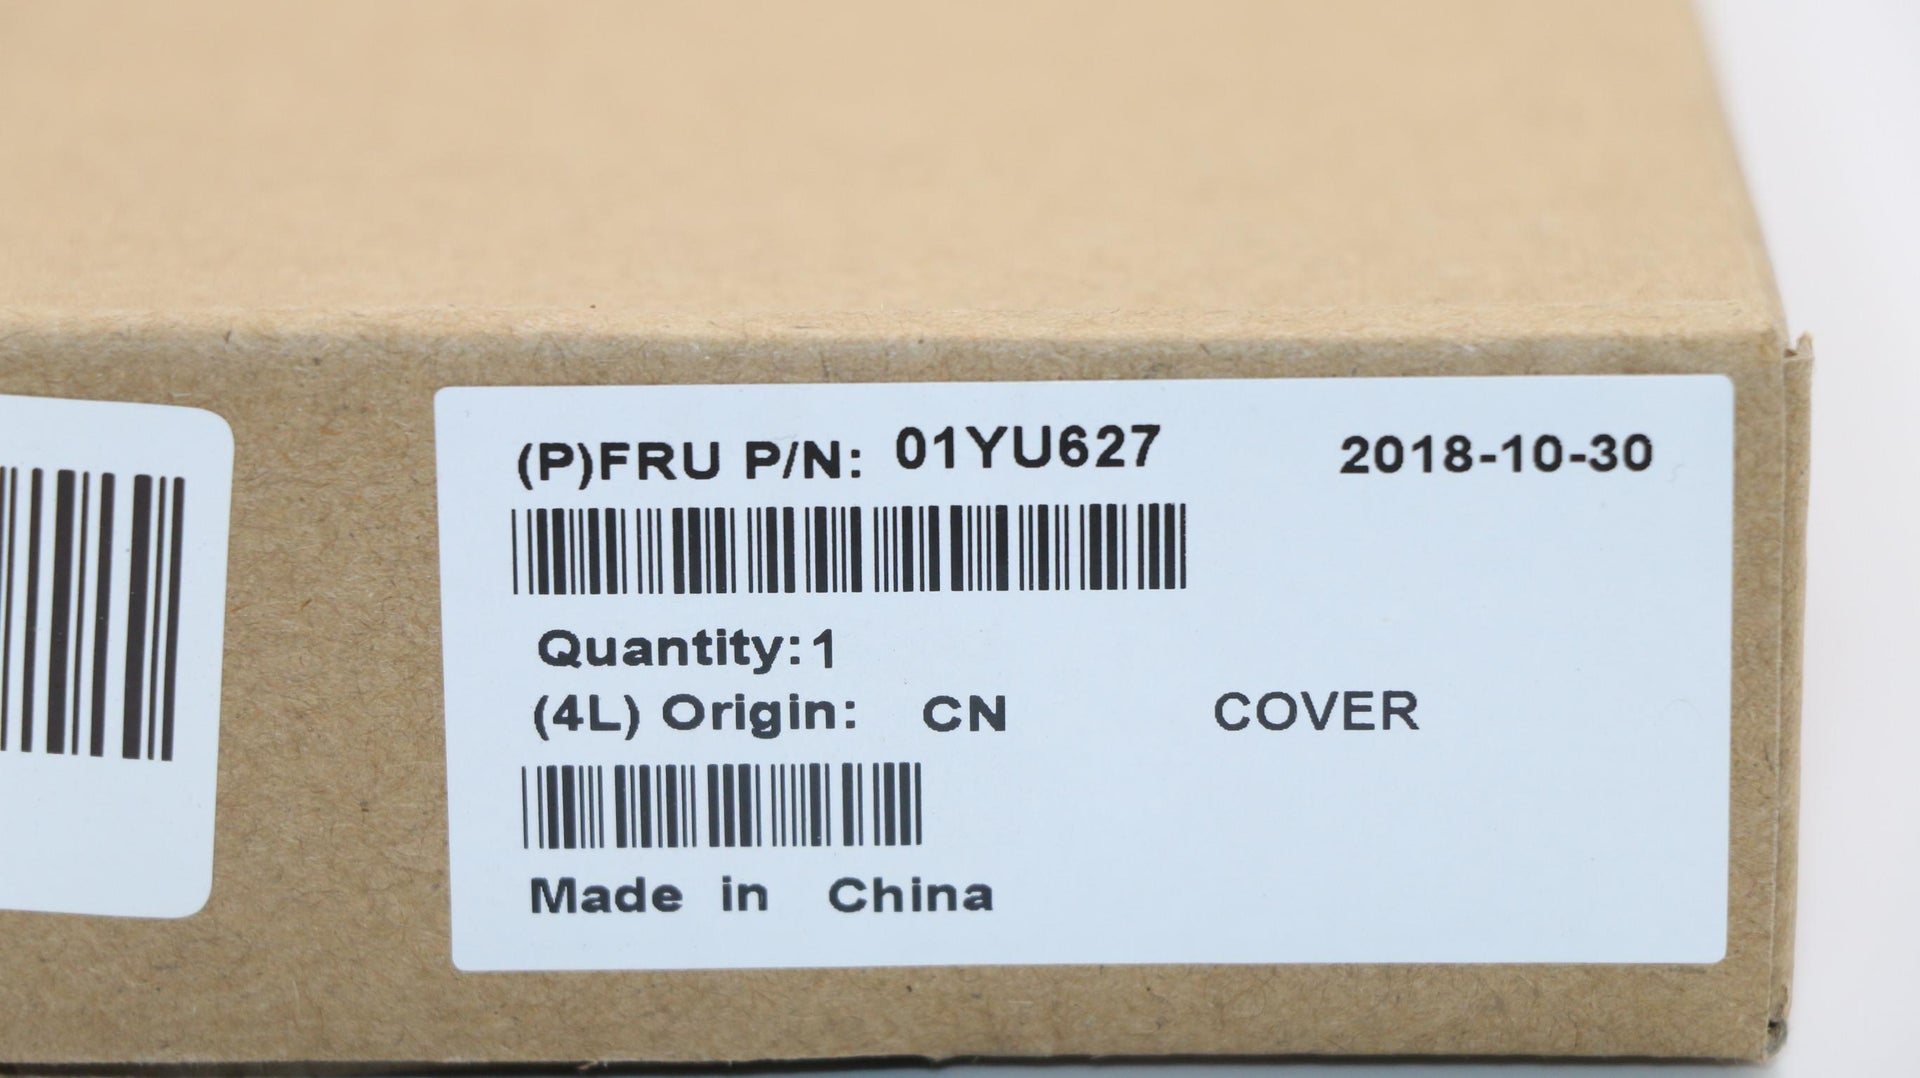 (P)FRU P/N: 01YU627 2018-10-30
Quantity:1
(4L) Origin: CN COVER
Made in China